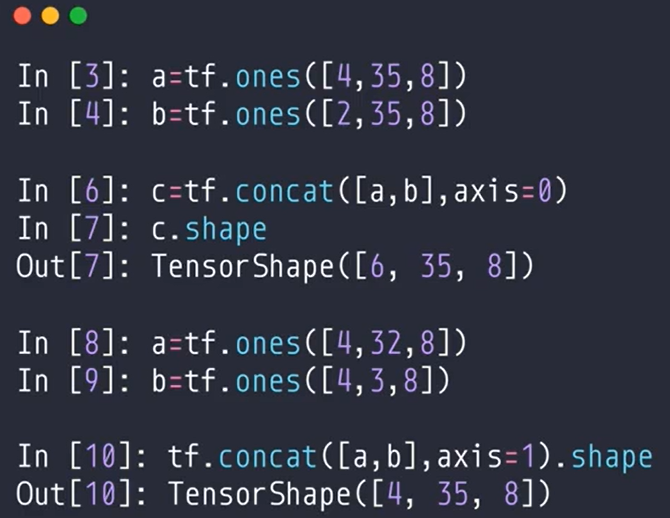 In [3]: a=tf.ones([4,35,8])
In [4]: b=tf.ones([2,35,8])
In [6]: c=tf.concat([a,b],axis=0)
In [7]: c.shape
Out[7]: TensorShape([6, 35, 8])
In [8]: a=tf.ones([4,32,8])
In [9]: b=tf.ones([4,3,8])
In [10]: tf.concat([a,b],axis=1).shape
Out[10]: TensorShape([4, 35, 8])